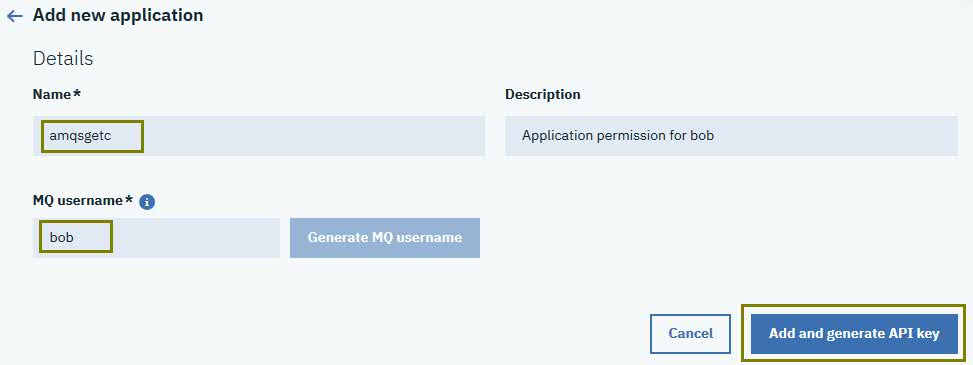 Add new application
Details
Name* Description
amqsgetc Application permission for bob
MQ username*
bob Generate MQ username
Cancel Add and generate API key